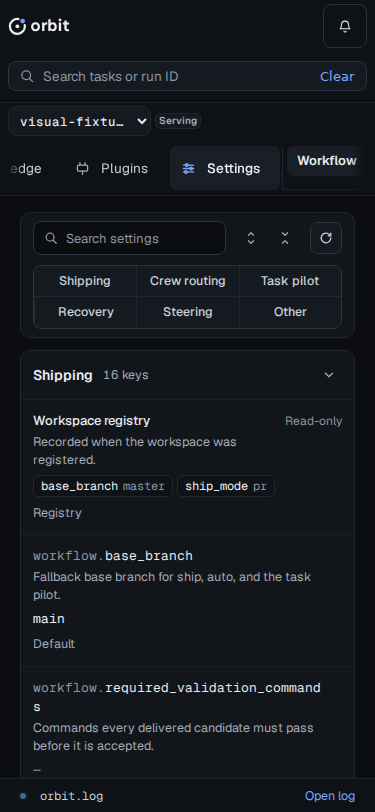 orbit
Search tasks or run ID Clear
visual-fixtu… Serving
edge Plugins Settings Workflow
Search settings
Shipping Crew routing Task pilot
Recovery Steering Other
Shipping 16 keys
Workspace registry Read-only
Recorded when the workspace was
registered.
base_branch master ship_mode pr
Registry
workflow.base_branch
Fallback base branch for ship, auto, and the task
pilot.
main
Default
workflow.required_validation_command
s
Commands every delivered candidate must pass
before it is accepted.
—
orbit.log Open log